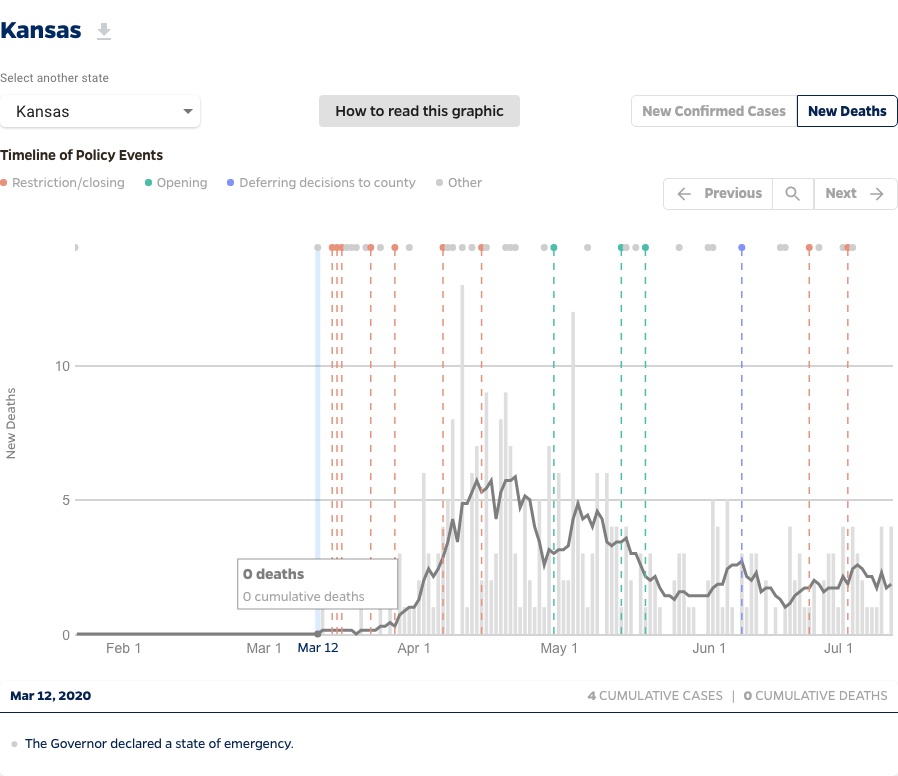 Kansas
Select another state
Kansas
How to read this graphic
New Confirmed Cases
New Deaths
Timeline of Policy Events
Restriction/closing
Opening
Deferring decisions to county
Other
Previous
Next
New Deaths
10
5
0
0 deaths
0 cumulative deaths
Feb 1
Mar 1
Mar 12
Apr 1
May 1
Jun 1
Jul 1
Mar 12, 2020
4 CUMULATIVE CASES | 0 CUMULATIVE DEATHS
The Governor declared a state of emergency.